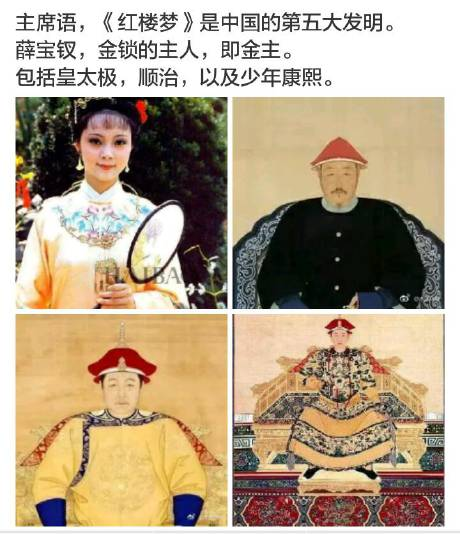 主席语，《红楼梦》是中国的第五大发明。
薛宝钗，金锁的主人，即金主。
包括皇太极，顺治，以及少年康熙。